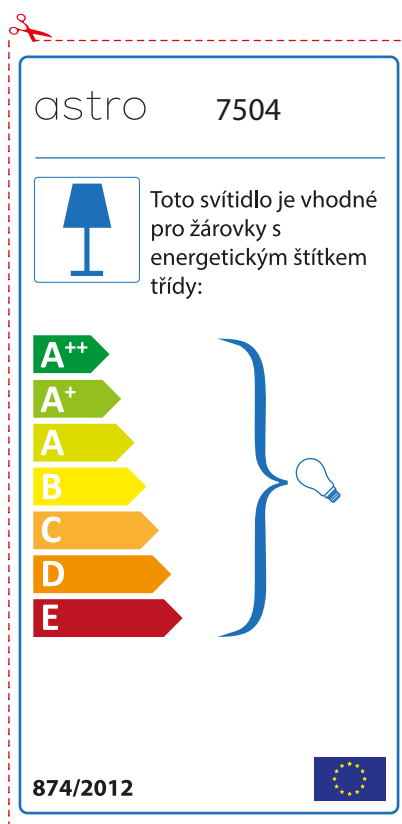 astro 7504
Toto svítidlo je vhodné
pro žárovky s
energetickým štítkem
třídy:
A++
A+
A
B
C
D
E
874/2012